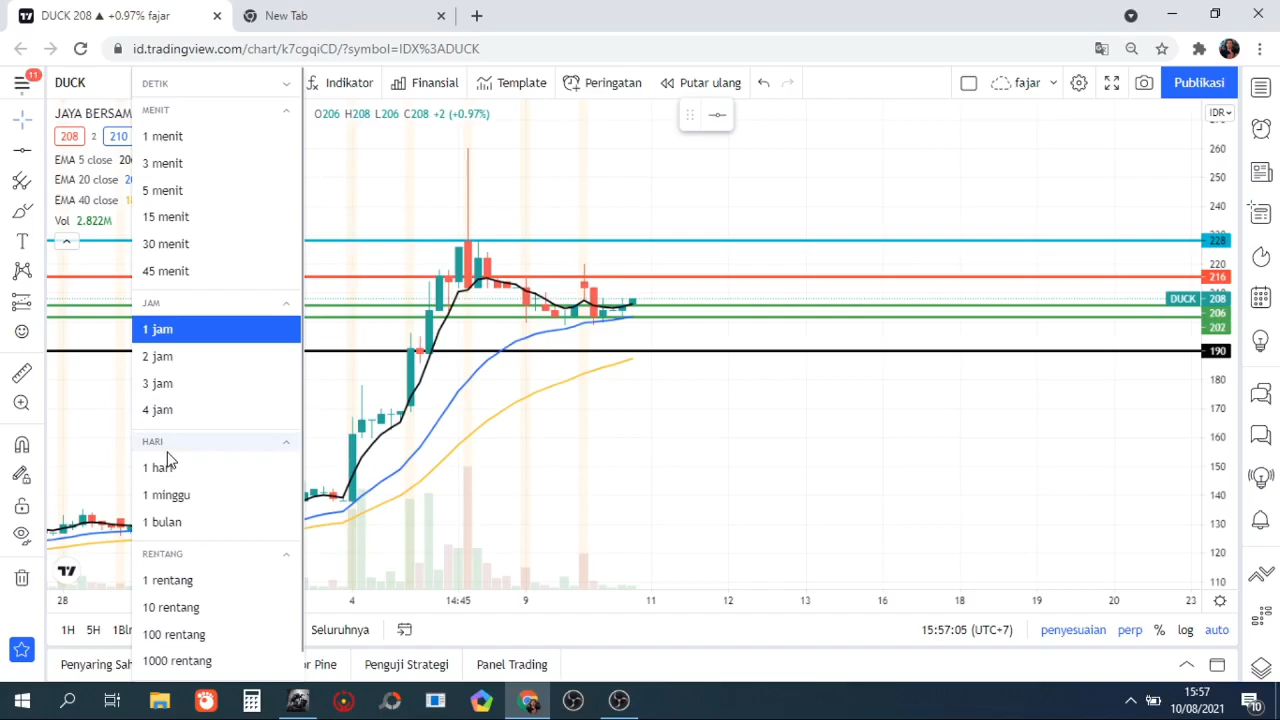 DUCK 208 ▲ +0.97% fajar
New Tab
id.tradingview.com/chart/k7cgqiCD/?symbol=IDX%3ADUCK
11
DUCK
DETIK
Indikator
Finansial
Template
Peringatan
Putar ulang
fajar
Publikasi
JAYA BERSAM
O206 H208 L206 C208 +2 (+0.97%)
IDR
208
2
210
EMA 5 close
EMA 20 close
EMA 40 close
Vol 2.822M
MENIT
1 menit
3 menit
5 menit
15 menit
30 menit
45 menit
JAM
1 jam
2 jam
3 jam
4 jam
HARI
1 hari
1 minggu
1 bulan
RENTANG
1 rentang
10 rentang
100 rentang
1000 rentang
260
250
240
228
220
216
DUCK 208
206
202
190
180
170
160
150
140
130
120
110
28
4
14:45
9
11
12
13
16
17
18
19
20
23
1H
5H
1Bln
Seluruhnya
15:57:05 (UTC+7)
penyesuaian
perp
%
log
auto
Penyaring Sah
or Pine
Penguji Strategi
Panel Trading
15:57
10/08/2021
10